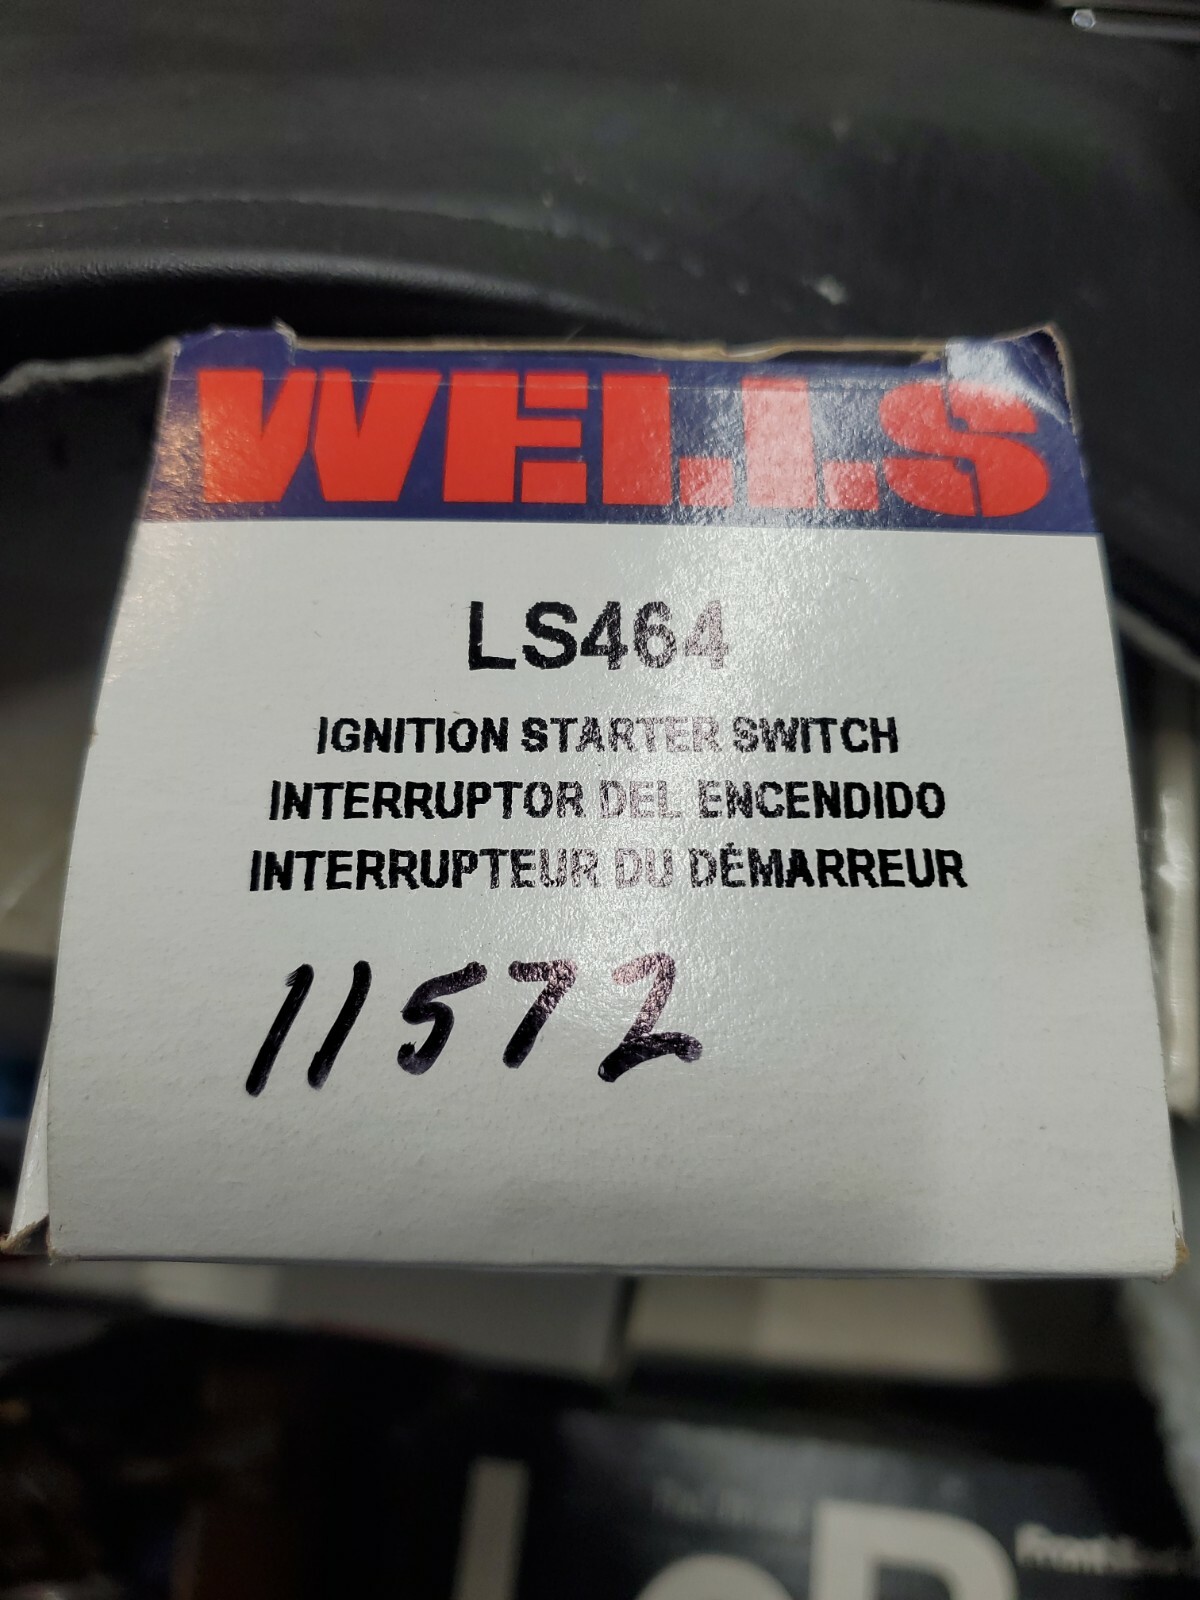 WELLS
LS464
IGNITION STARTER SWITCH
INTERRUPTOR DEL ENCENDIDO
INTERRUPTEUR DU DÉMARREUR
11572